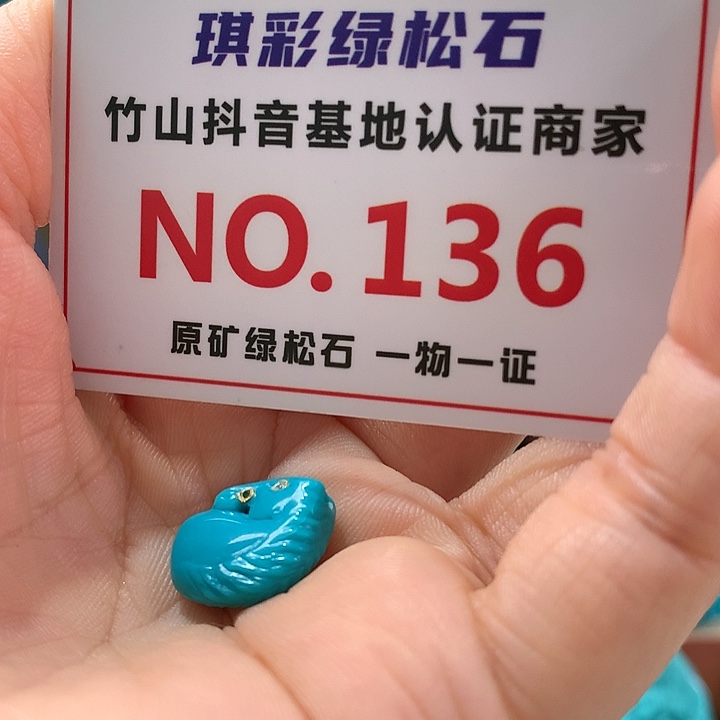 琪彩绿松石
竹山抖音基地认证商家
NO.136
原矿绿松石 一物一证